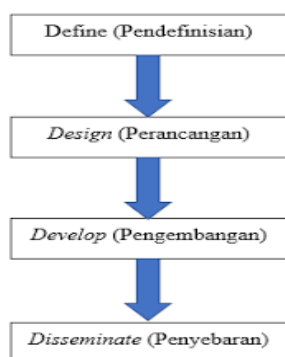 Define (Pendefinisian)
Design (Perancangan)
Develop (Pengembangan)
Disseminate (Penyebaran)